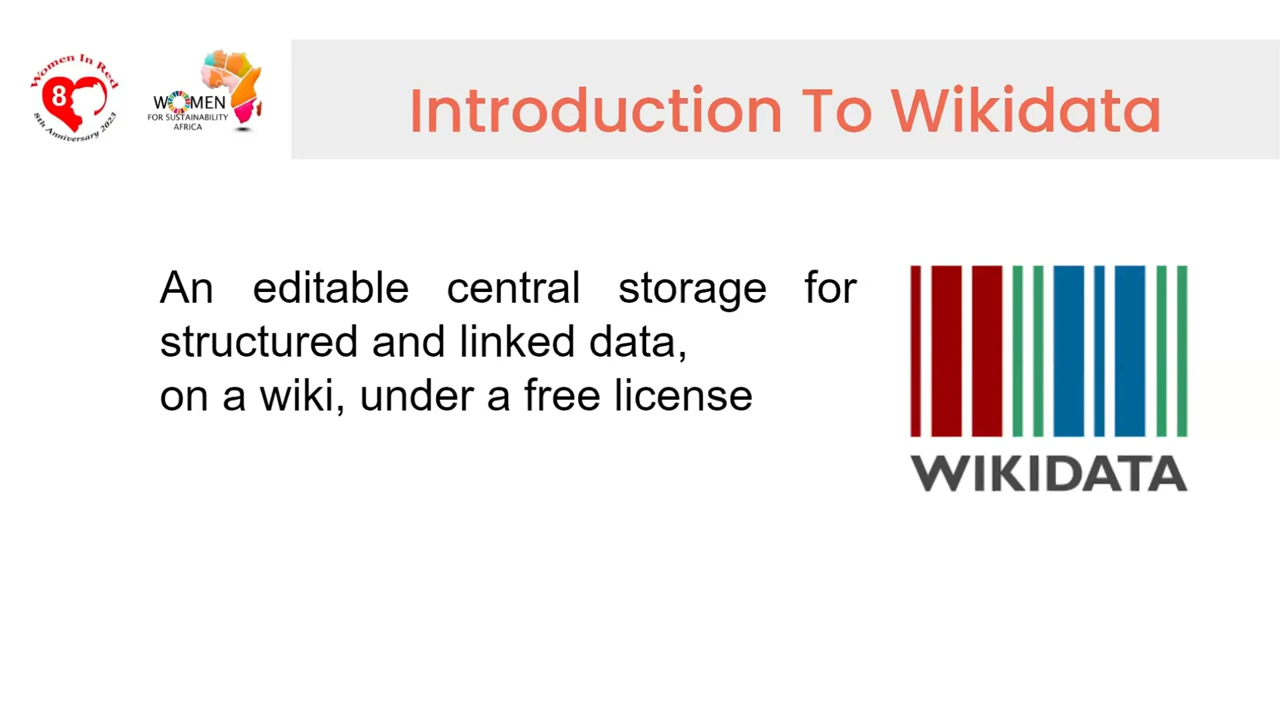 Women In Red
8
8th Anniversary 2023
WOMEN
FOR SUSTAINABILITY
AFRICA
Introduction To Wikidata
An editable central storage for
structured and linked data,
on a wiki, under a free license
WIKIDATA